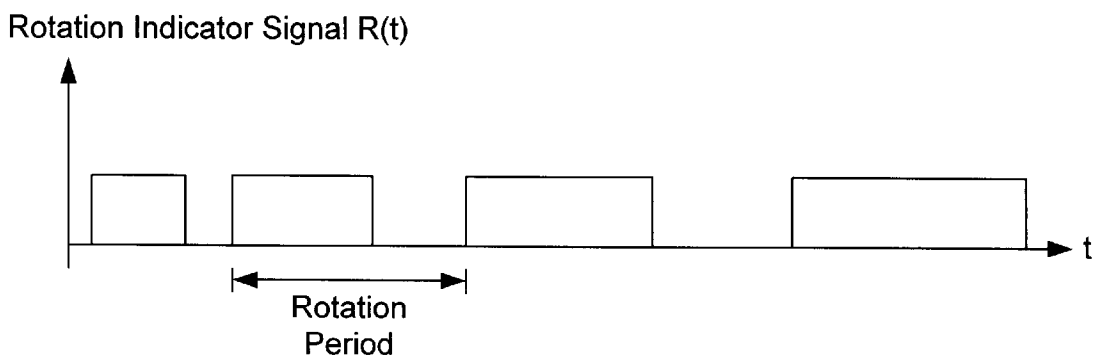 Rotation Indicator Signal R(t)
t
Rotation
Period